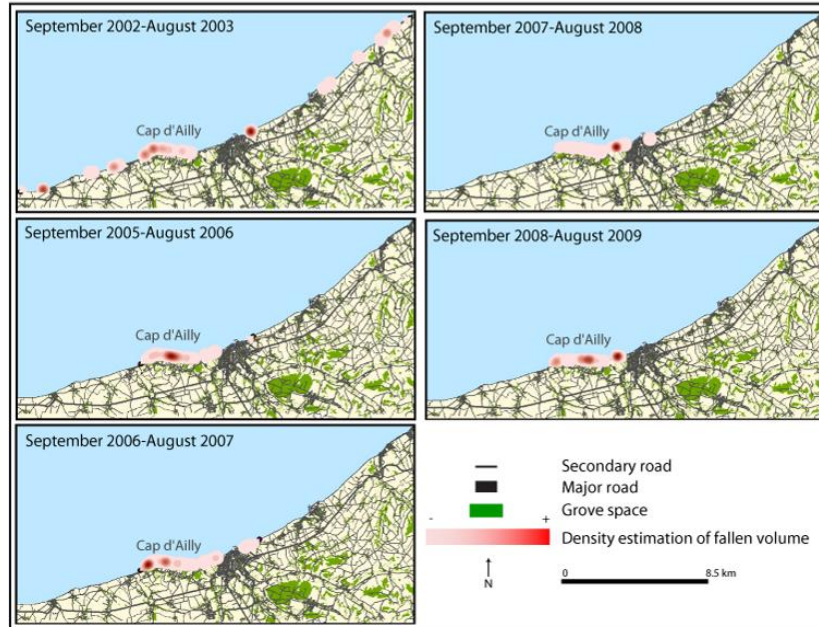 September 2002-August 2003
Cap d'Ailly
September 2007-August 2008
Cap d'Ailly
September 2005-August 2006
Cap d'Ailly
September 2008-August 2009
Cap d'Ailly
September 2006-August 2007
Cap d'Ailly
Secondary road
Major road
Grove space
- +
Density estimation of fallen volume
N
0 8.5 km